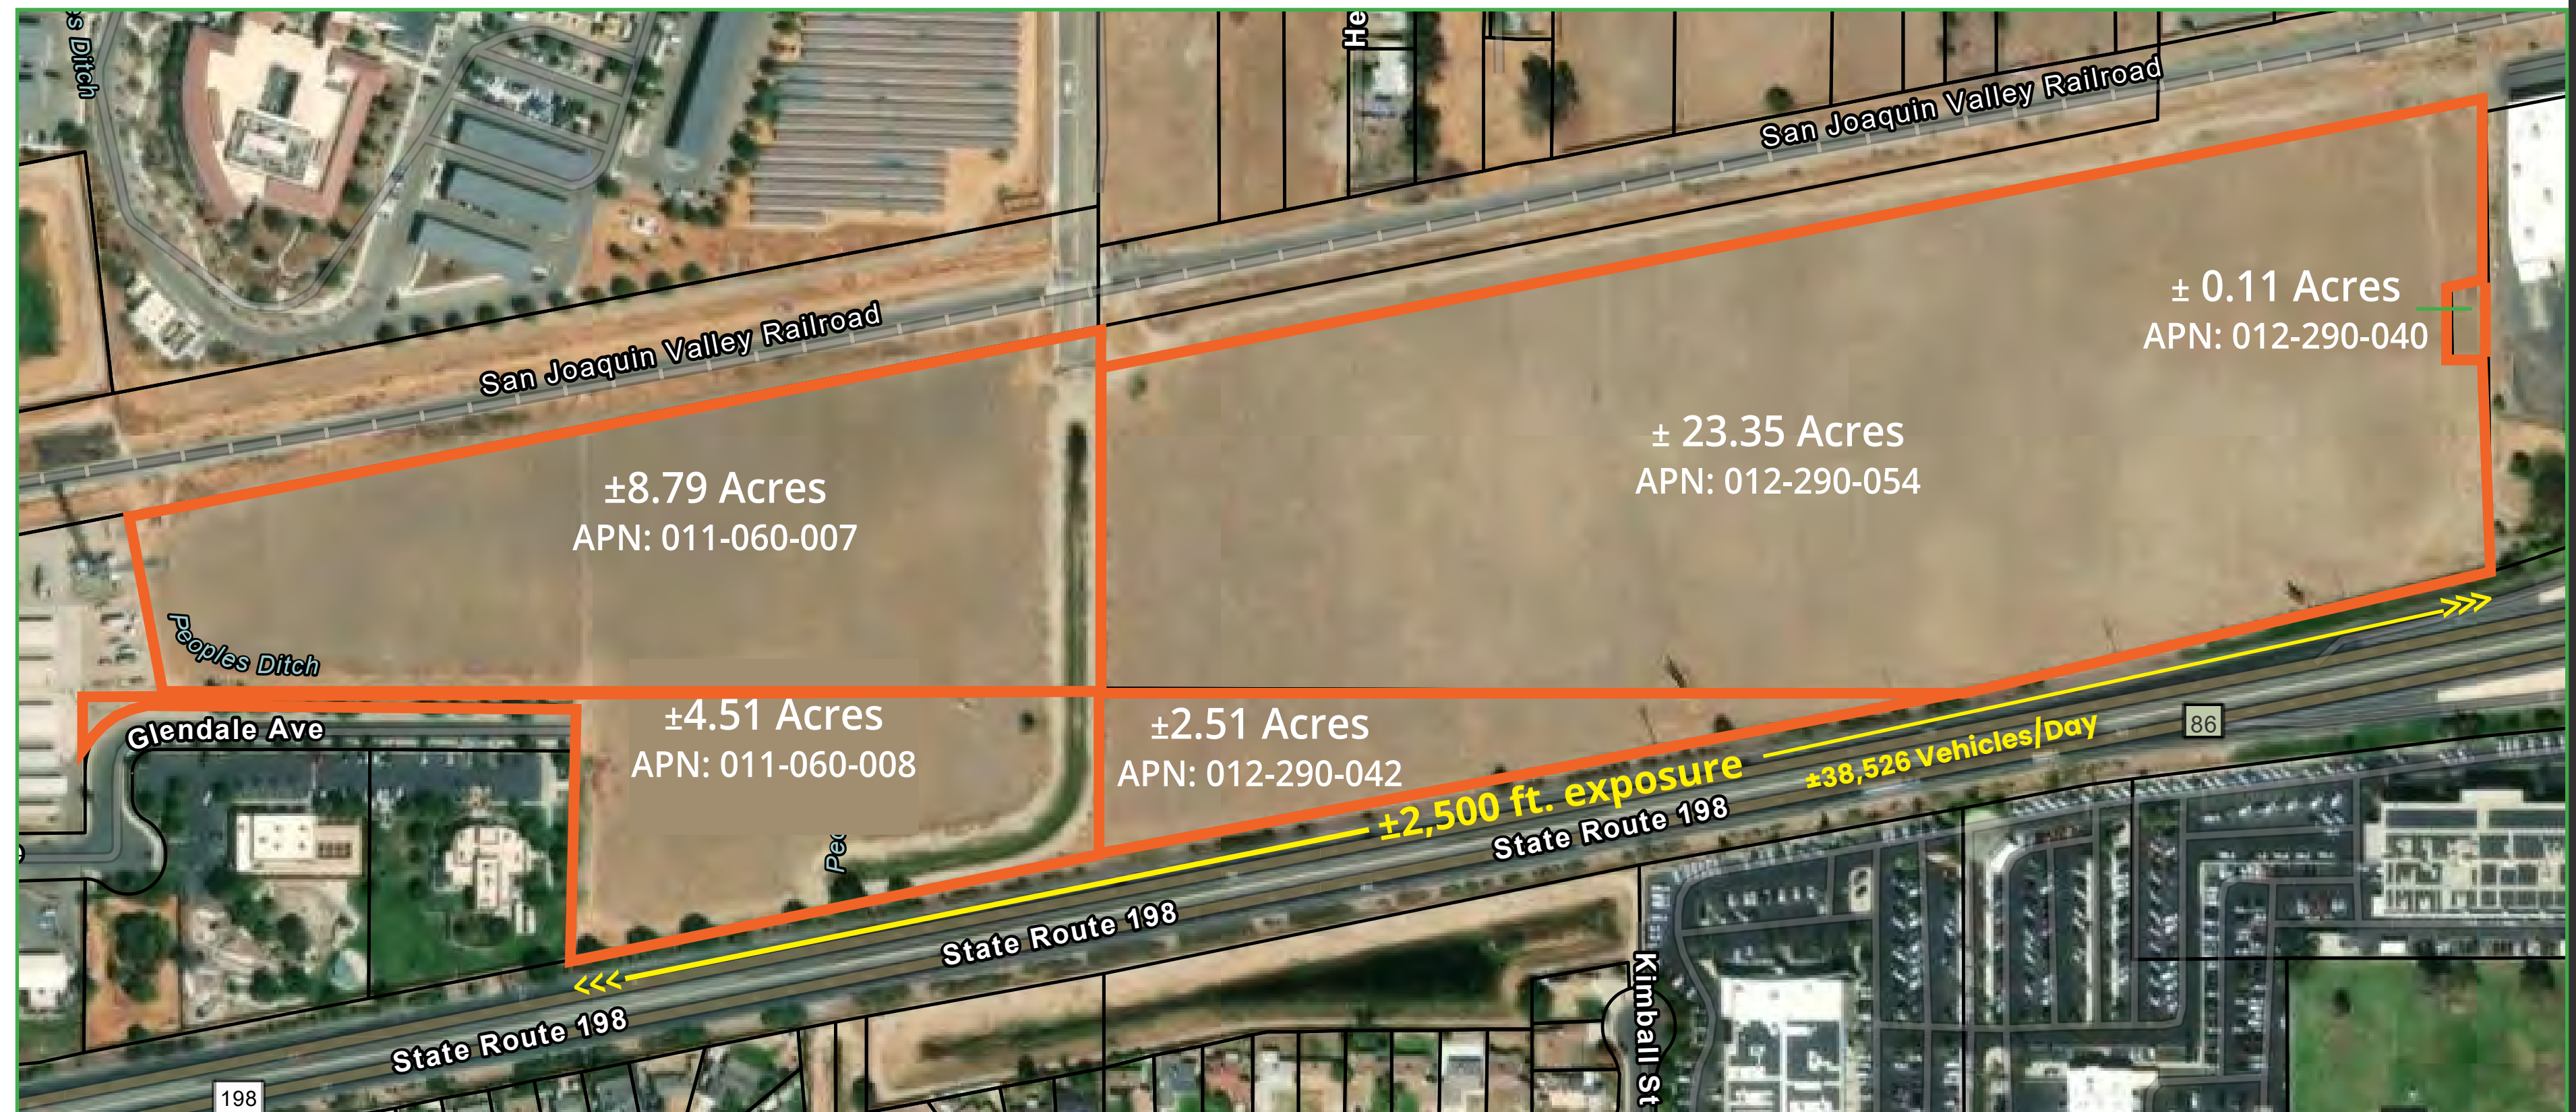 s Ditch
He
San Joaquin Valley Railroad
San Joaquin Valley Railroad
± 0.11 Acres
APN: 012-290-040
± 23.35 Acres
APN: 012-290-054
±8.79 Acres
APN: 011-060-007
Peoples Ditch
Glendale Ave
±4.51 Acres
APN: 011-060-008
±2.51 Acres
APN: 012-290-042
86
±2,500 ft. exposure
±38,526 Vehicles/Day
State Route 198
Peo
State Route 198
State Route 198
Kimball St
198